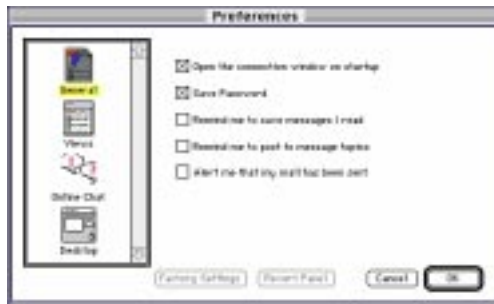 Preferences
General
Views
Online Chat
Desktop
Open the connection window on startup
Save Password
Remind me to save messages I read
Remind me to post to message topics
Alert me that my mail has been sent
Factory Settings
Revert Panel
Cancel
OK